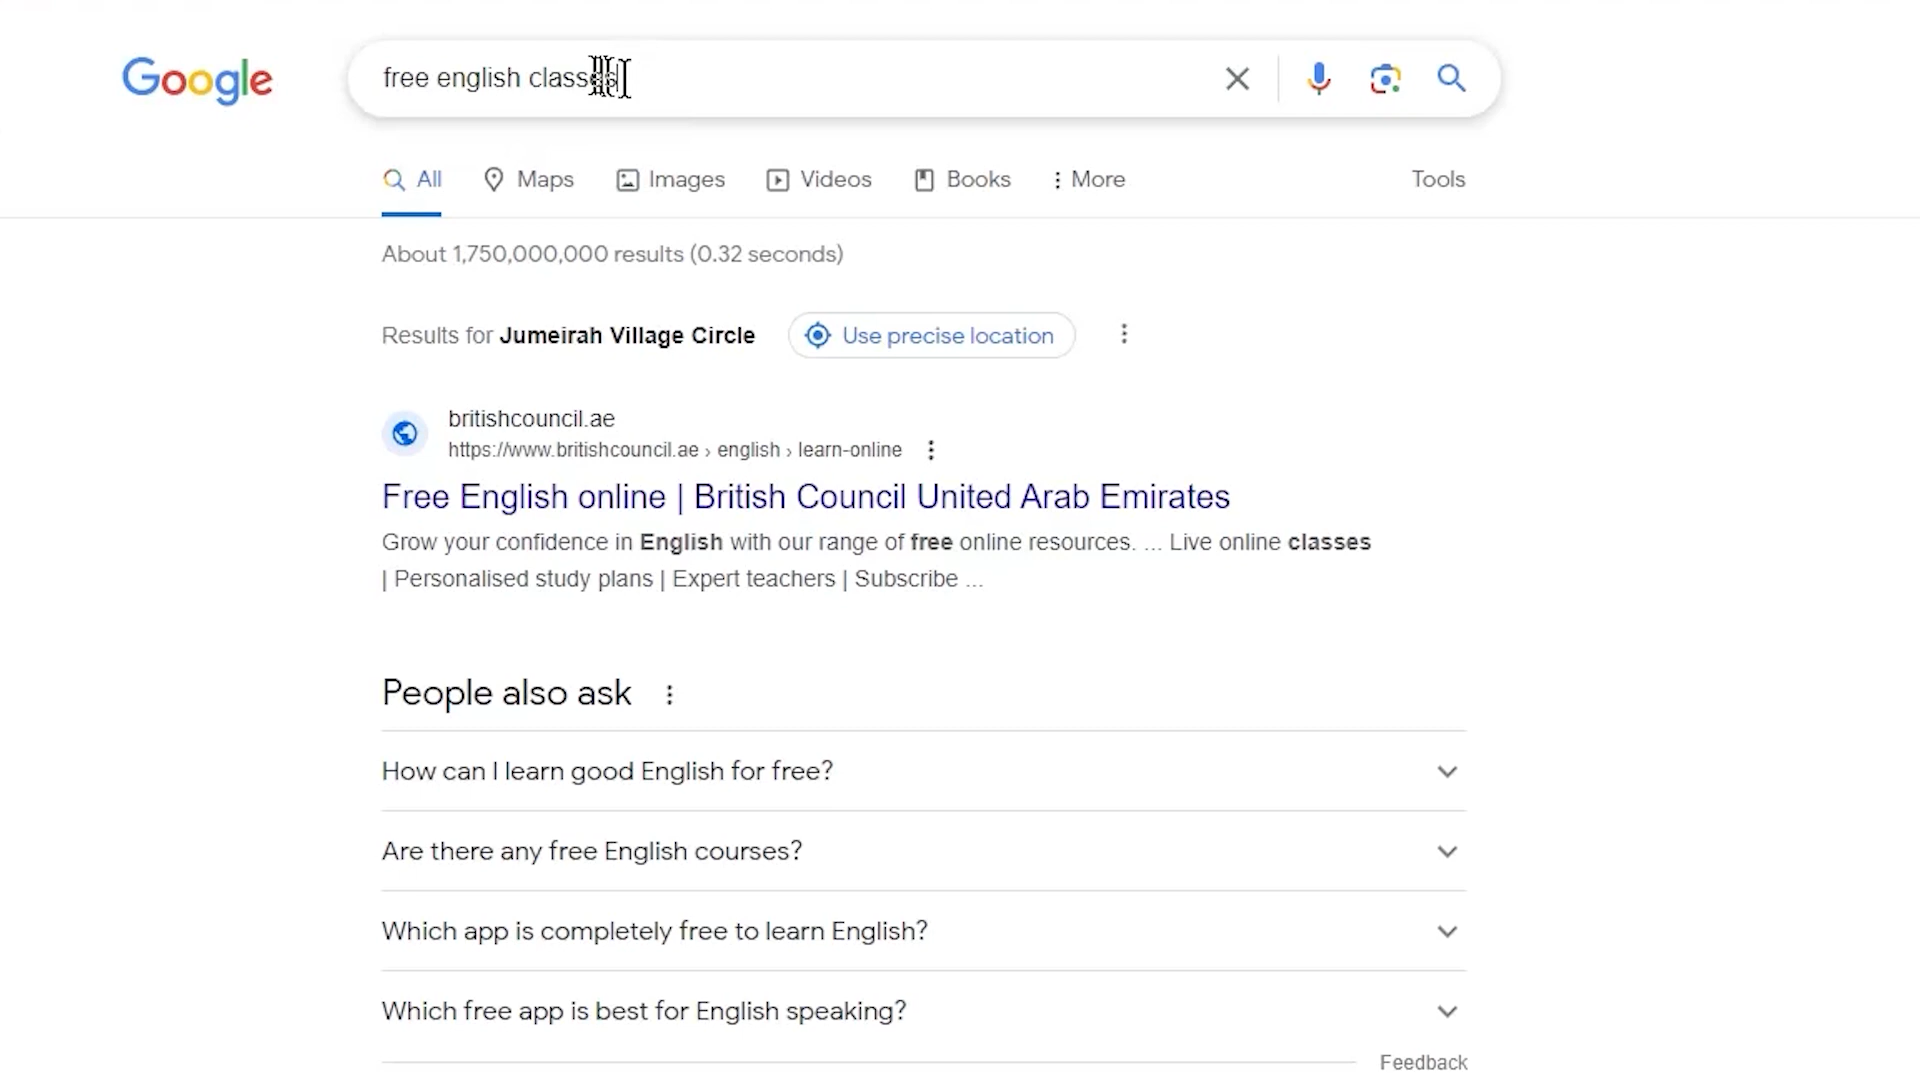 Google
free english classes
All
Maps
Images
Videos
Books
More
Tools
About 1,750,000,000 results (0.32 seconds)
Results for Jumeirah Village Circle
Use precise location
britishcouncil.ae
https://www.britishcouncil.ae › english › learn-online
Free English online | British Council United Arab Emirates
Grow your confidence in English with our range of free online resources. ... Live online classes
| Personalised study plans | Expert teachers | Subscribe ...
People also ask
How can I learn good English for free?
Are there any free English courses?
Which app is completely free to learn English?
Which free app is best for English speaking?
Feedback